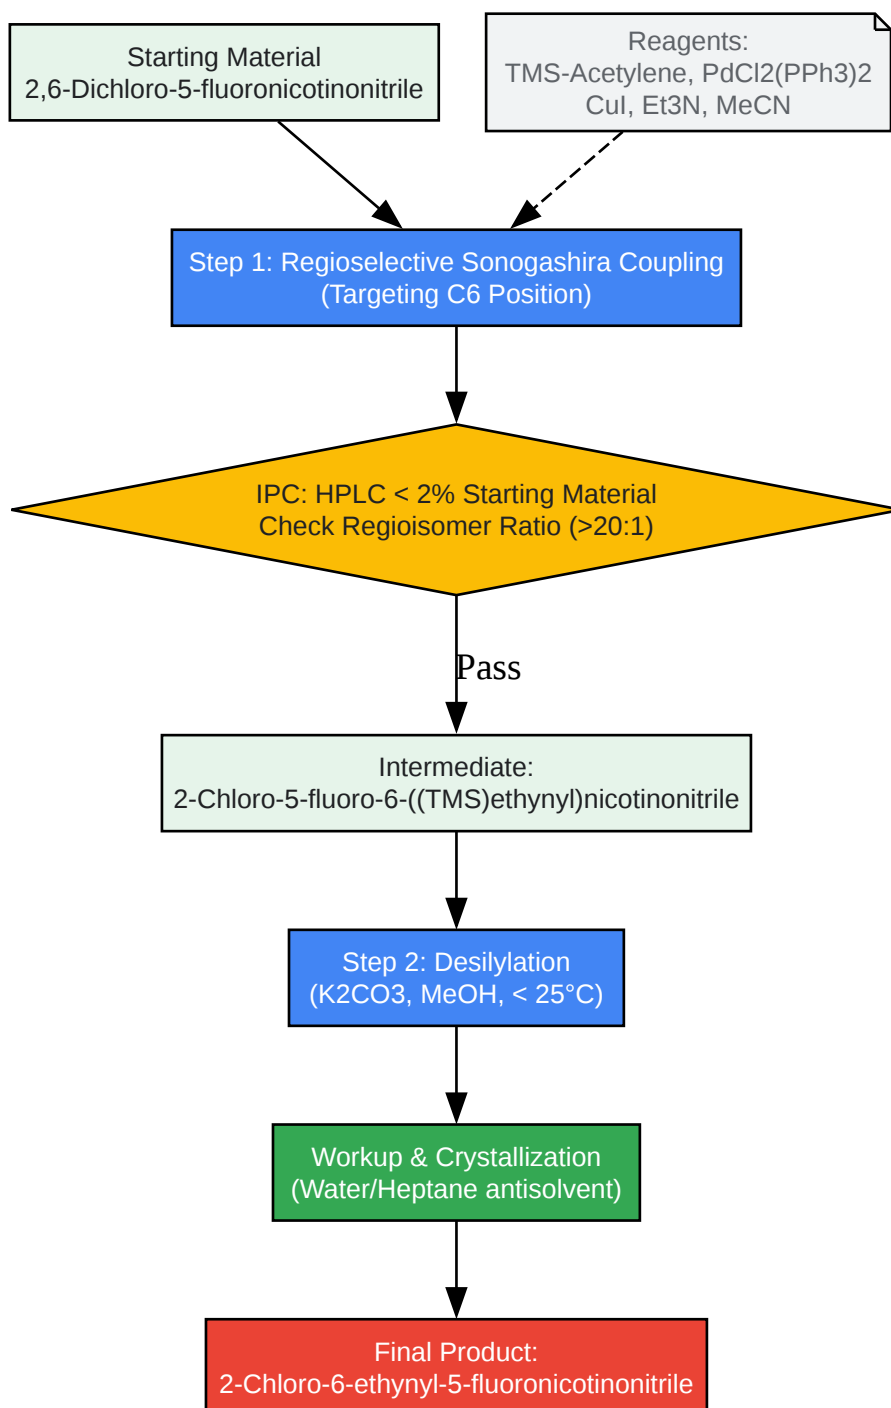 Starting Material
2,6-Dichloro-5-fluoronicotinonitrile
Reagents:
TMS-Acetylene, PdCl2(PPh3)2
CuI, Et3N, MeCN
Step 1: Regioselective Sonogashira Coupling
(Targeting C6 Position)
IPC: HPLC < 2% Starting Material
Check Regioisomer Ratio (>20:1)
Pass
Intermediate:
2-Chloro-5-fluoro-6-((TMS)ethynyl)nicotinonitrile
Step 2: Desilylation
(K2CO3, MeOH, < 25°C)
Workup & Crystallization
(Water/Heptane antisolvent)
Final Product:
2-Chloro-6-ethynyl-5-fluoronicotinonitrile